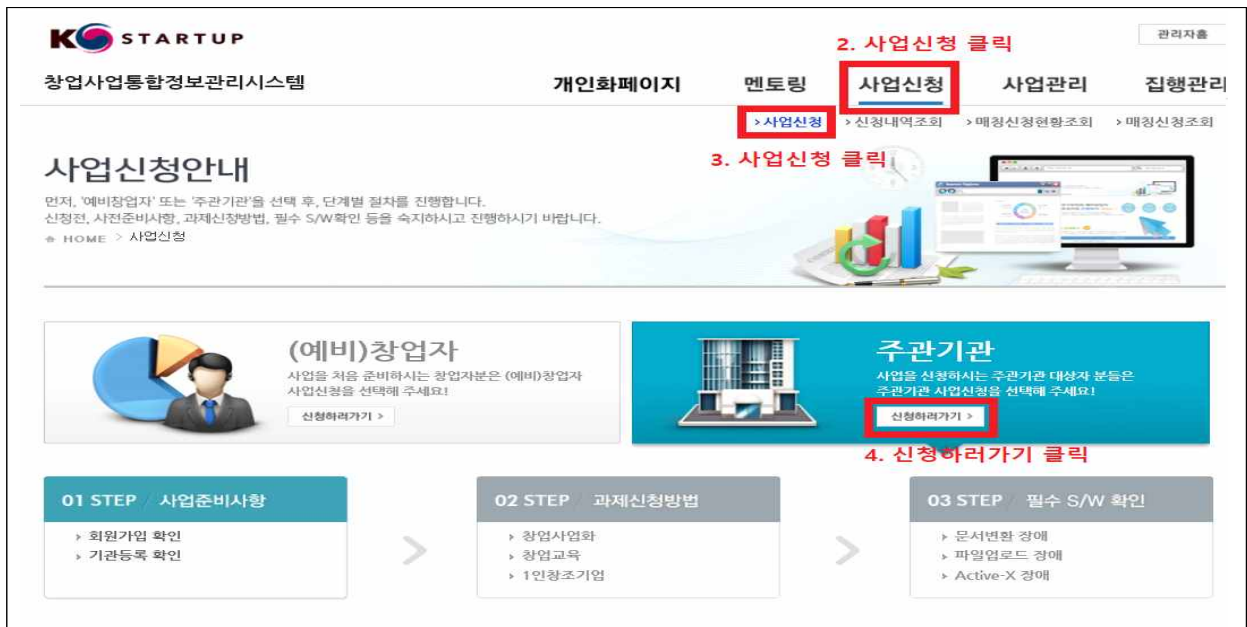 K STARTUP
관리자홈
2. 사업신청 클릭
창업사업통합정보관리시스템
개인화페이지 멘토링 사업신청 사업관리 집행관리
›사업신청 ›신청내역조회 ›매칭신청현황조회 ›매칭신청조회
3. 사업신청 클릭
사업신청안내
먼저, '예비창업자' 또는 '주관기관'을 선택 후, 단계별 절차를 진행합니다.
신청전, 사전준비사항, 과제신청방법, 필수 S/W확인 등을 숙지하시고 진행하시기 바랍니다.
HOME > 사업신청
(예비)창업자
사업을 처음 준비하시는 창업자분은 (예비)창업자
사업신청을 선택해 주세요!
신청하러가기 >
주관기관
사업을 신청하시는 주관기관 대상자 분들은
주관기관 사업신청을 선택해 주세요!
신청하러가기 >
4. 신청하러가기 클릭
01 STEP / 사업준비사항
› 회원가입 확인
› 기관등록 확인
02 STEP / 과제신청방법
› 창업사업화
› 창업교육
› 1인창조기업
03 STEP / 필수 S/W 확인
› 문서변환 장애
› 파일업로드 장애
› Active-X 장애